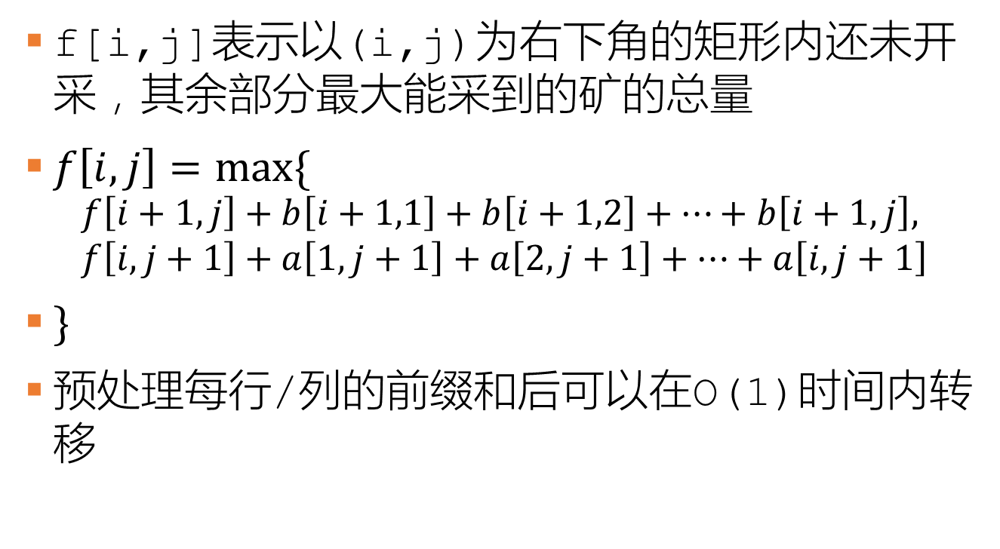 f[i,j]表示以(i,j)为右下角的矩形内还未开
采，其余部分最大能采到的矿的总量
f[i,j] = max{
f[i + 1,j] + b[i + 1,1] + b[i + 1,2] + ⋯ + b[i + 1,j],
f[i,j + 1] + a[1,j + 1] + a[2,j + 1] + ⋯ + a[i,j + 1]
}
预处理每行/列的前缀和后可以在O(1)时间内转
移